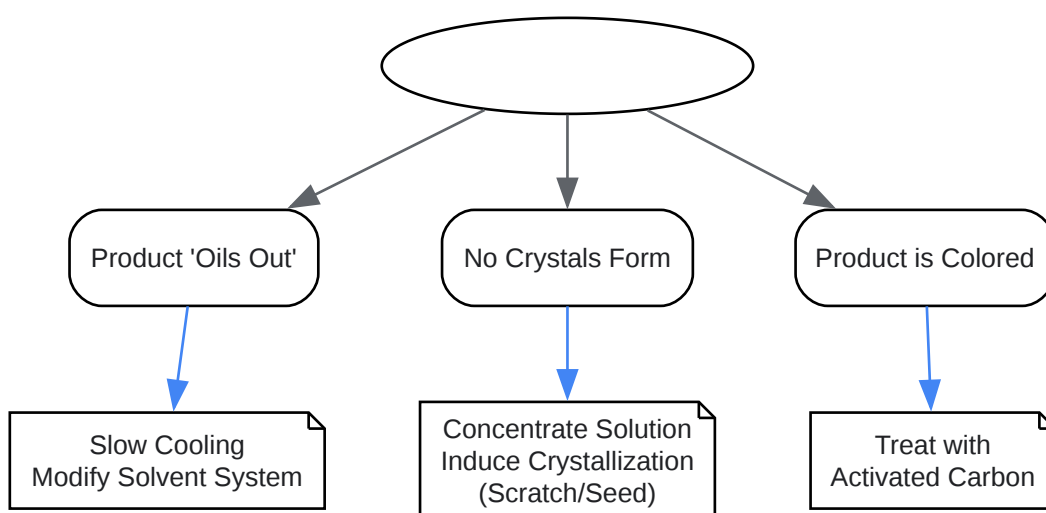 Product 'Oils Out'
No Crystals Form
Product is Colored
Slow Cooling
Modify Solvent System
Concentrate Solution
Induce Crystallization
(Scratch/Seed)
Treat with
Activated Carbon